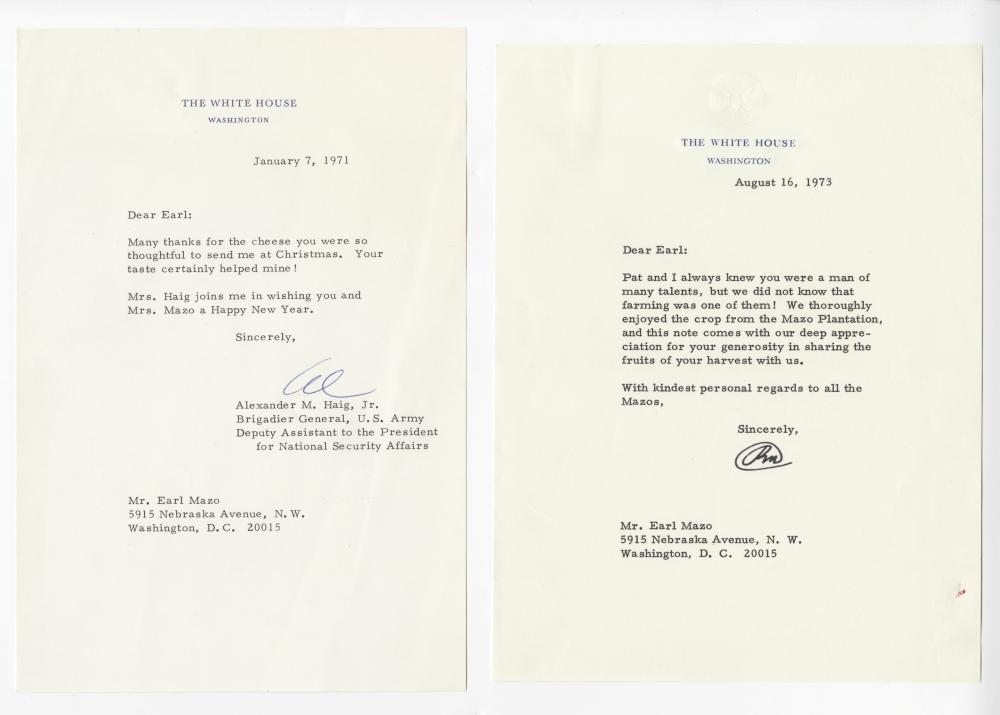 THE WHITE HOUSE
WASHINGTON
January 7, 1971
Dear Earl:
Many thanks for the cheese you were so
thoughtful to send me at Christmas. Your
taste certainly helped mine!
Mrs. Haig joins me in wishing you and
Mrs. Mazo a Happy New Year.
Sincerely,
Al
Alexander M. Haig, Jr.
Brigadier General, U.S. Army
Deputy Assistant to the President
for National Security Affairs
Mr. Earl Mazo
5915 Nebraska Avenue, N.W.
Washington, D.C. 20015
THE WHITE HOUSE
WASHINGTON
August 16, 1973
Dear Earl:
Pat and I always knew you were a man of
many talents, but we did not know that
farming was one of them! We thoroughly
enjoyed the crop from the Mazo Plantation,
and this note comes with our deep appre-
ciation for your generosity in sharing the
fruits of your harvest with us.
With kindest personal regards to all the
Mazos,
Sincerely,
RN
Mr. Earl Mazo
5915 Nebraska Avenue, N. W.
Washington, D. C. 20015